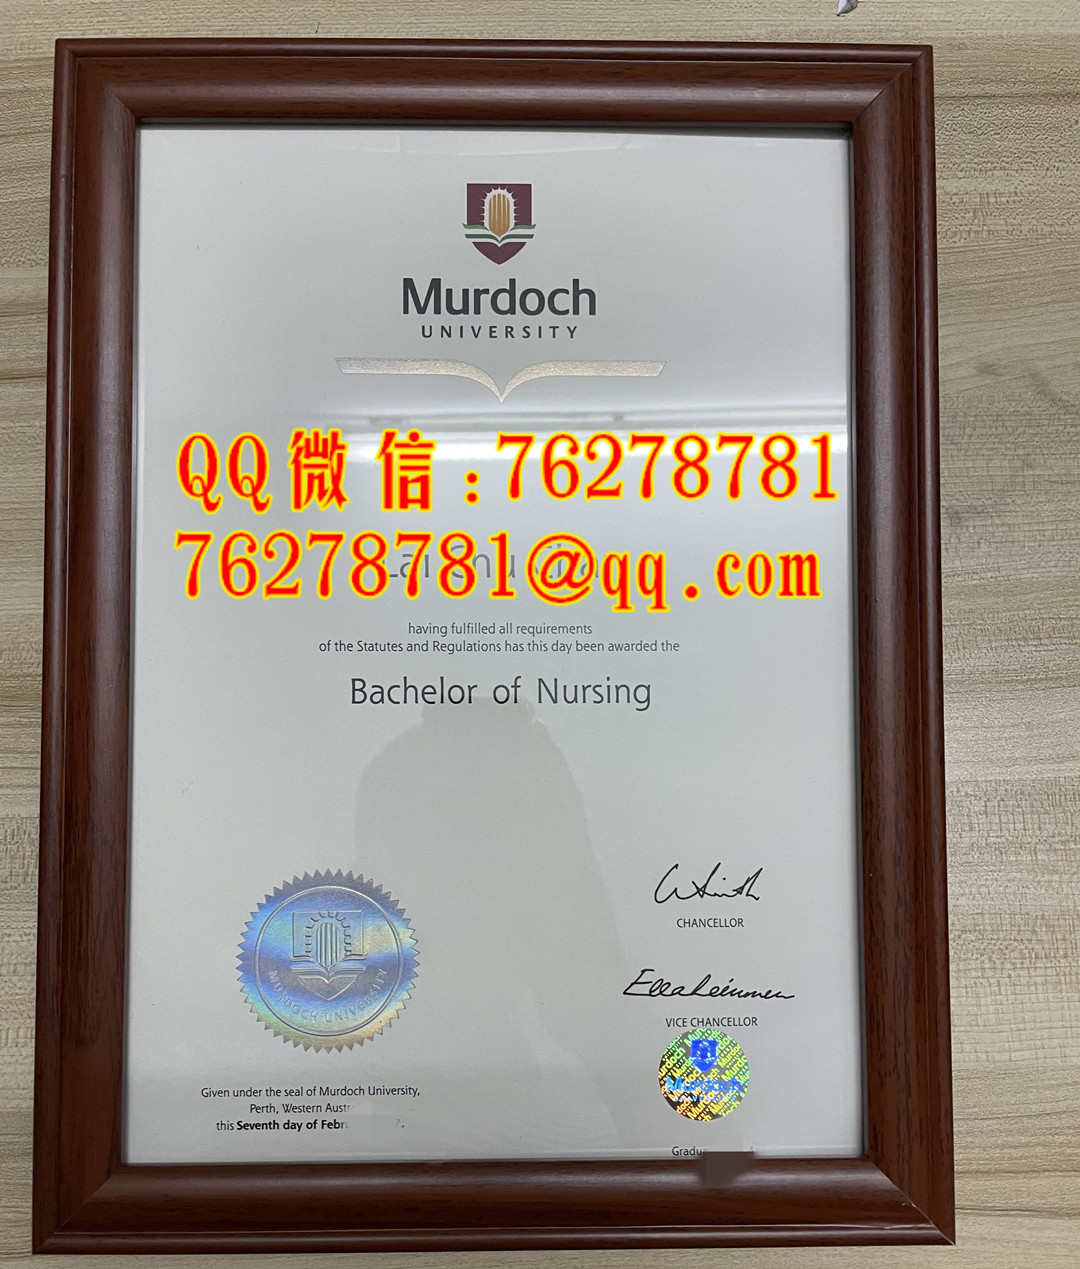 Murdoch
UNIVERSITY
QQ微信:76278781
76278781@qq.com
having fulfilled all requirements
of the Statutes and Regulations has this day been awarded the
Bachelor of Nursing
CHANCELLOR
VICE CHANCELLOR
MURDOCH UNIVERSITY
Murdoch
Given under the seal of Murdoch University,
Perth, Western
this Seventh day of